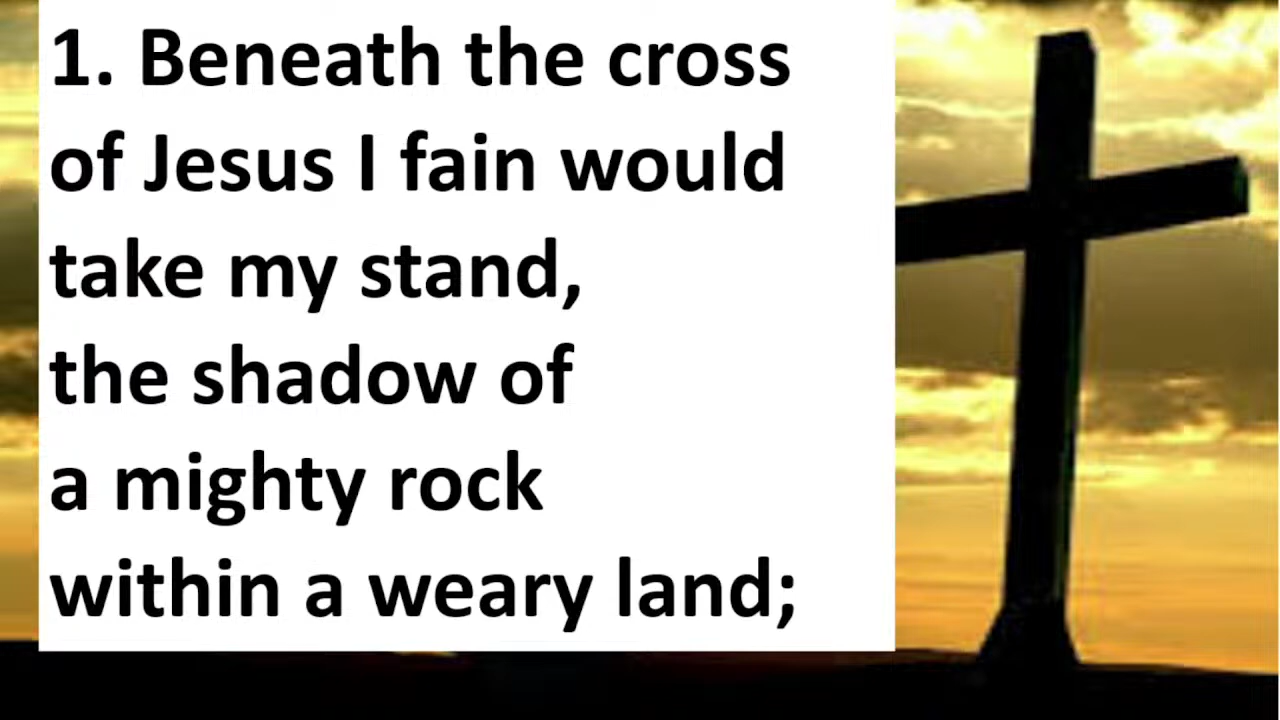 1. Beneath the cross
of Jesus I fain would
take my stand,
the shadow of
a mighty rock
within a weary land;